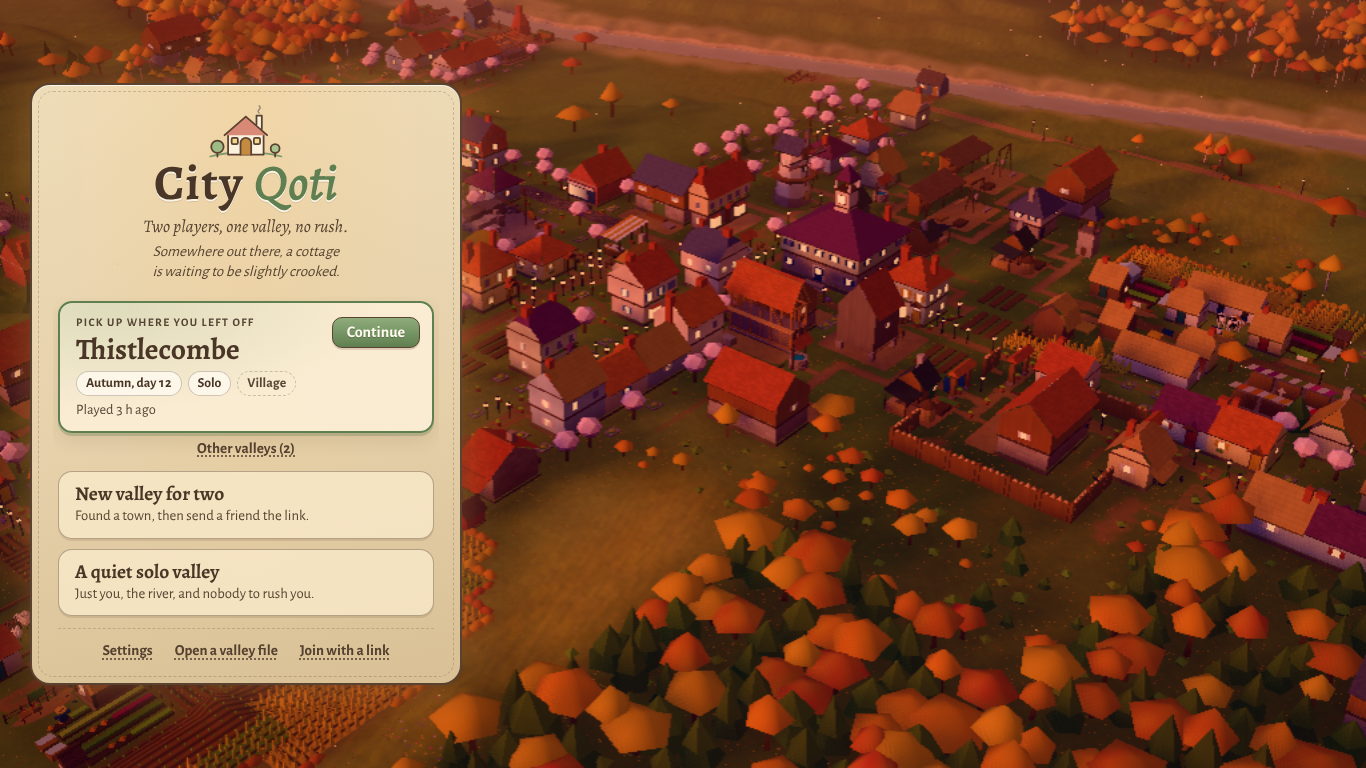 City Qoti
Two players, one valley, no rush.
Somewhere out there, a cottage
is waiting to be slightly crooked.
PICK UP WHERE YOU LEFT OFF
Continue
Thistlecombe
Autumn, day 12 Solo Village
Played 3 h ago
Other valleys (2)
New valley for two
Found a town, then send a friend the link.
A quiet solo valley
Just you, the river, and nobody to rush you.
Settings Open a valley file Join with a link